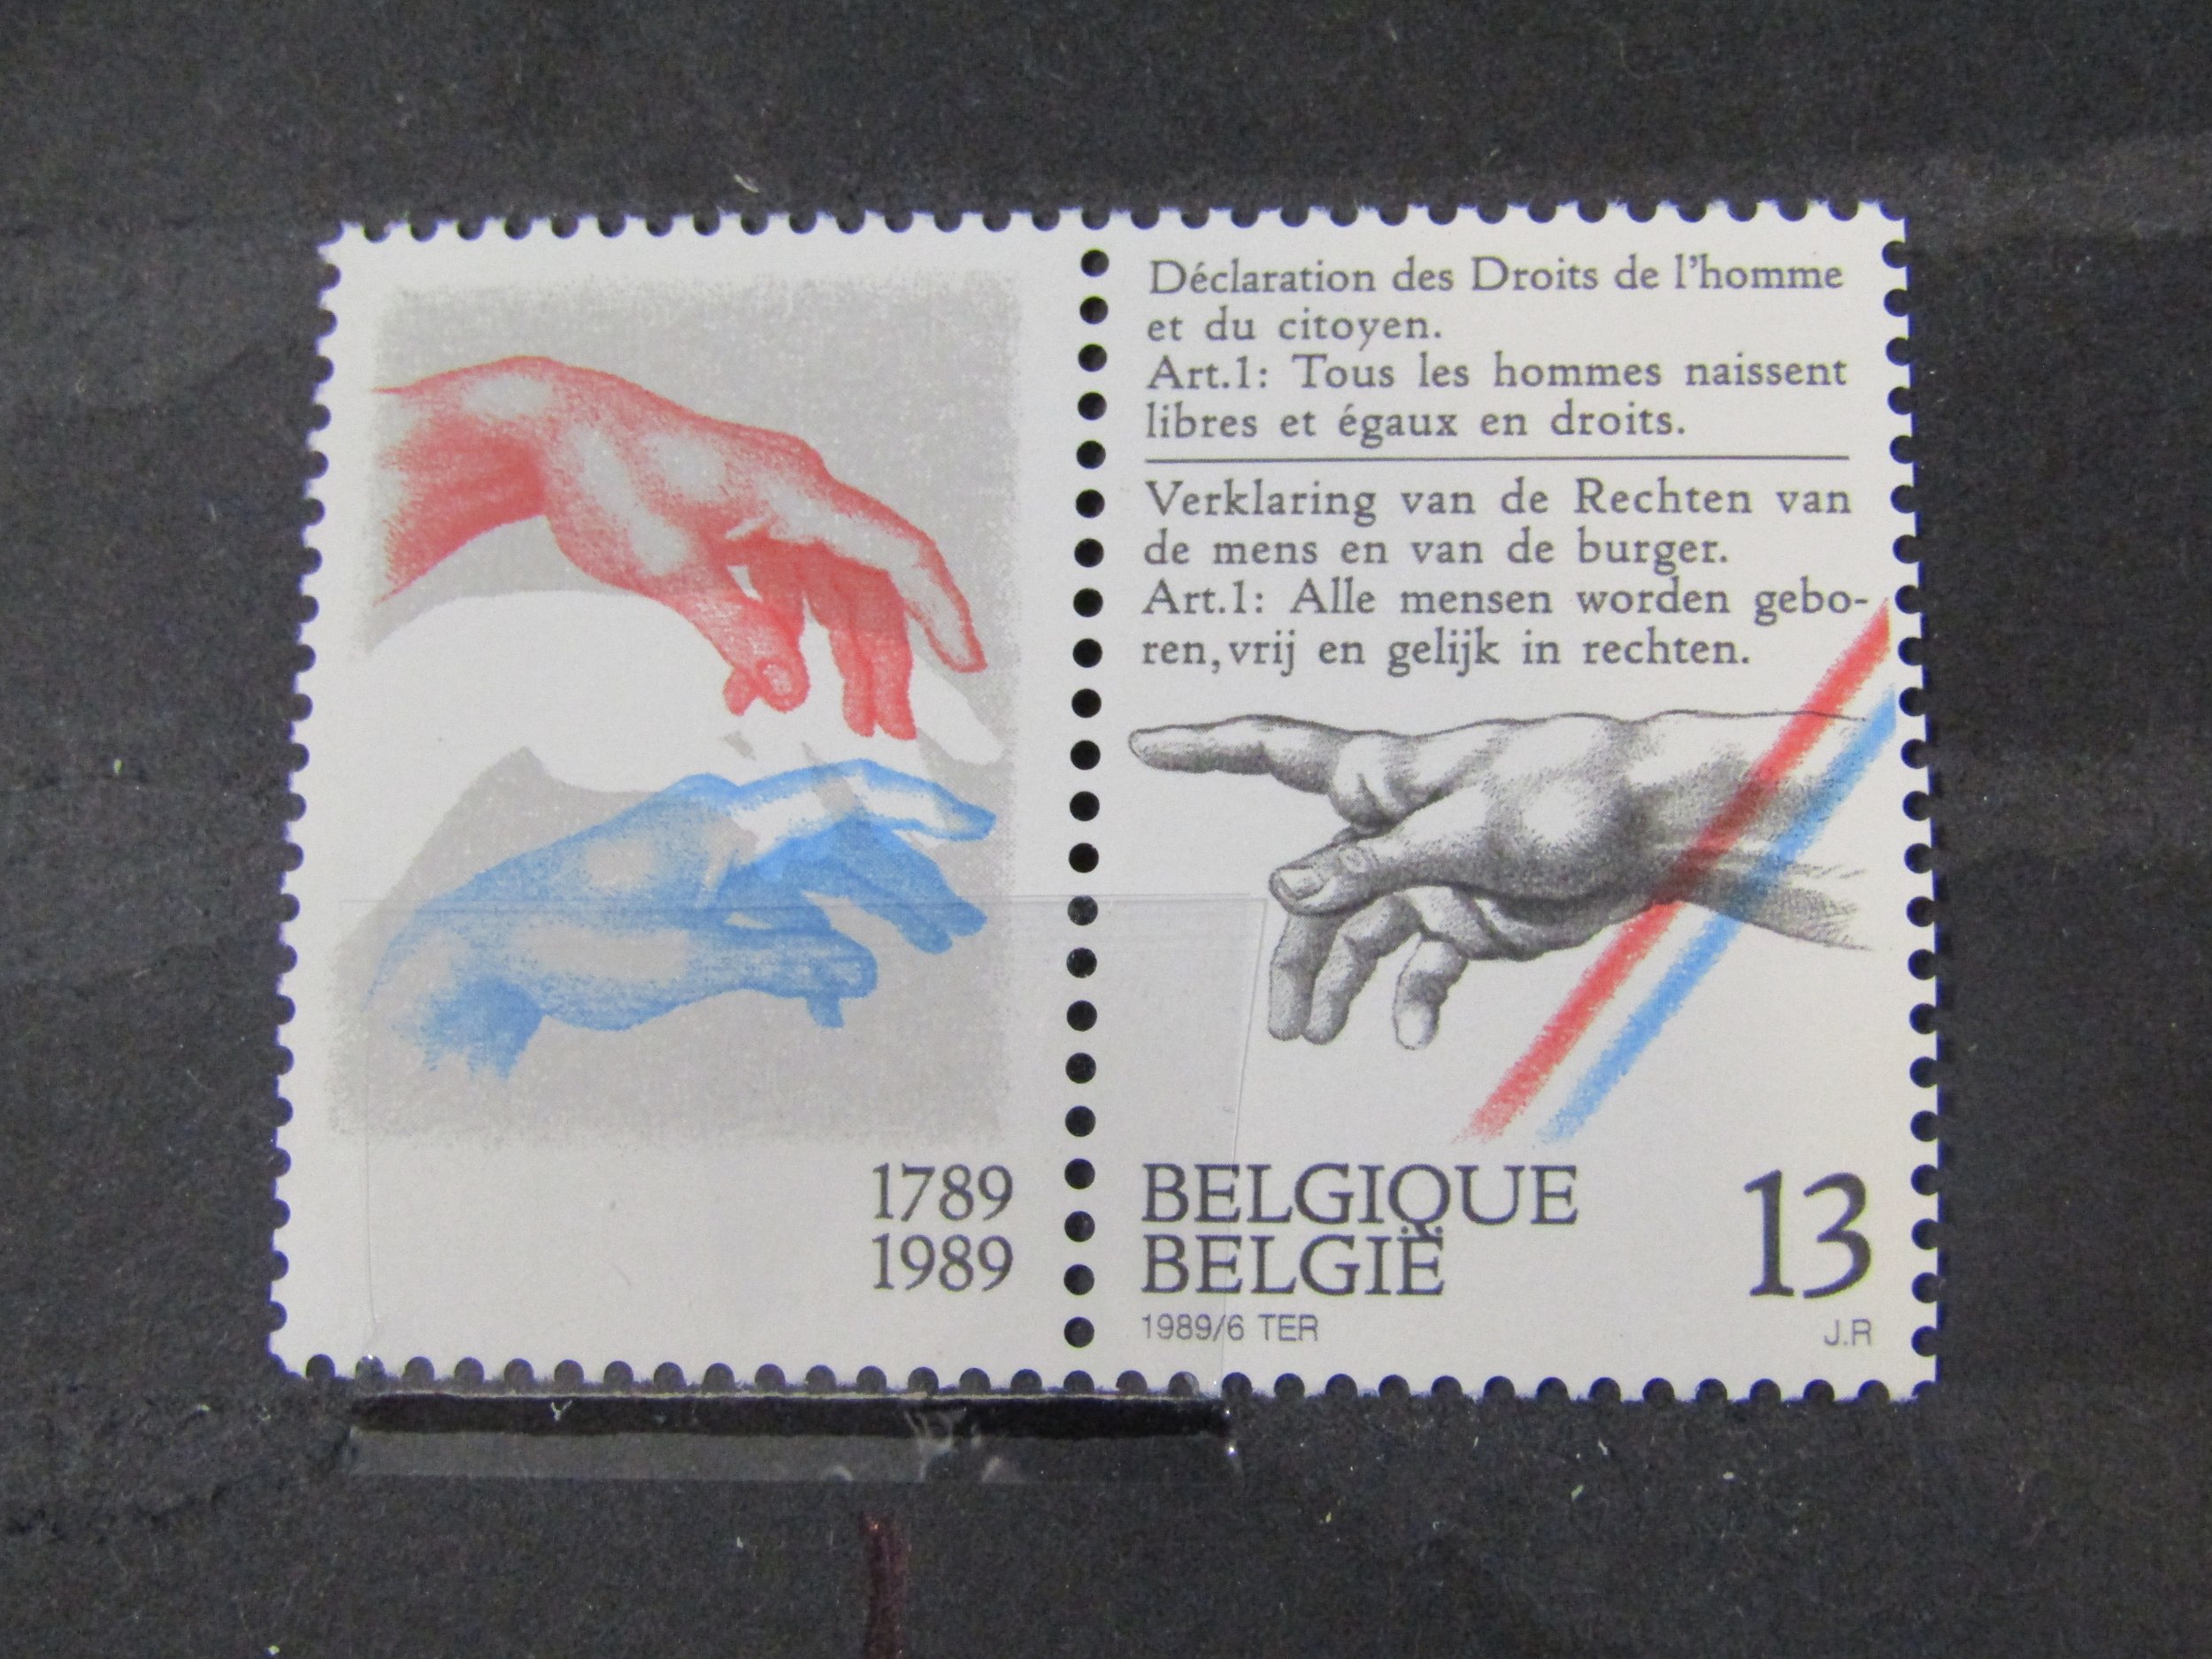 Déclaration des Droits de l'homme
et du citoyen.
Art.1: Tous les hommes naissent
libres et égaux en droits.
Verklaring van de Rechten van
de mens en van de burger.
Art.1: Alle mensen worden gebo-
ren, vrij en gelijk in rechten.
1789
1989
BELGIQUE
BELGIË
13
1989/6 TER
J.R